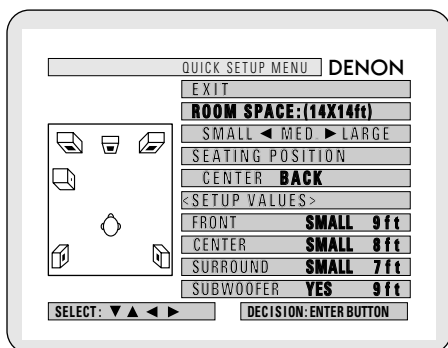 QUICK SETUP MENU DENON
EXIT
ROOM SPACE:(14X14ft)
SMALL ◄ MED. ► LARGE
SEATING POSITION
CENTER BACK
<SETUP VALUES>
FRONT SMALL 9ft
CENTER SMALL 8ft
SURROUND SMALL 7ft
SUBWOOFER YES 9ft
SELECT: ▼ ▲ ◄ ► DECISION: ENTER BUTTON